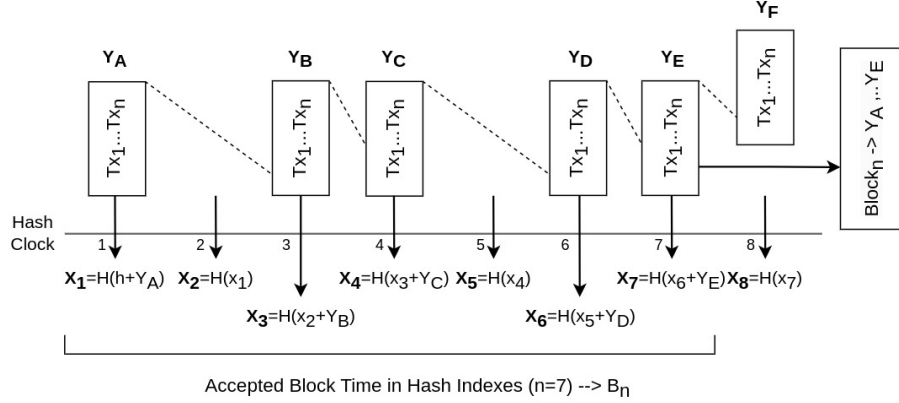 Y_F
Y_A Y_B Y_C Y_D Y_E
Tx_1...Tx_n
Tx_1...Tx_n
Tx_1...Tx_n
Tx_1...Tx_n
Tx_1...Tx_n
Tx_1...Tx_n
Block_n -> Y_A ,...Y_E
Hash
Clock
1 2 3 4 5 6 7 8
X_1=H(h+Y_A) X_2=H(x_1) X_4=H(x_3+Y_C) X_5=H(x_4) X_7=H(x_6+Y_E) X_8=H(x_7)
X_3=H(x_2+Y_B) X_6=H(x_5+Y_D)
Accepted Block Time in Hash Indexes (n=7) --> B_n